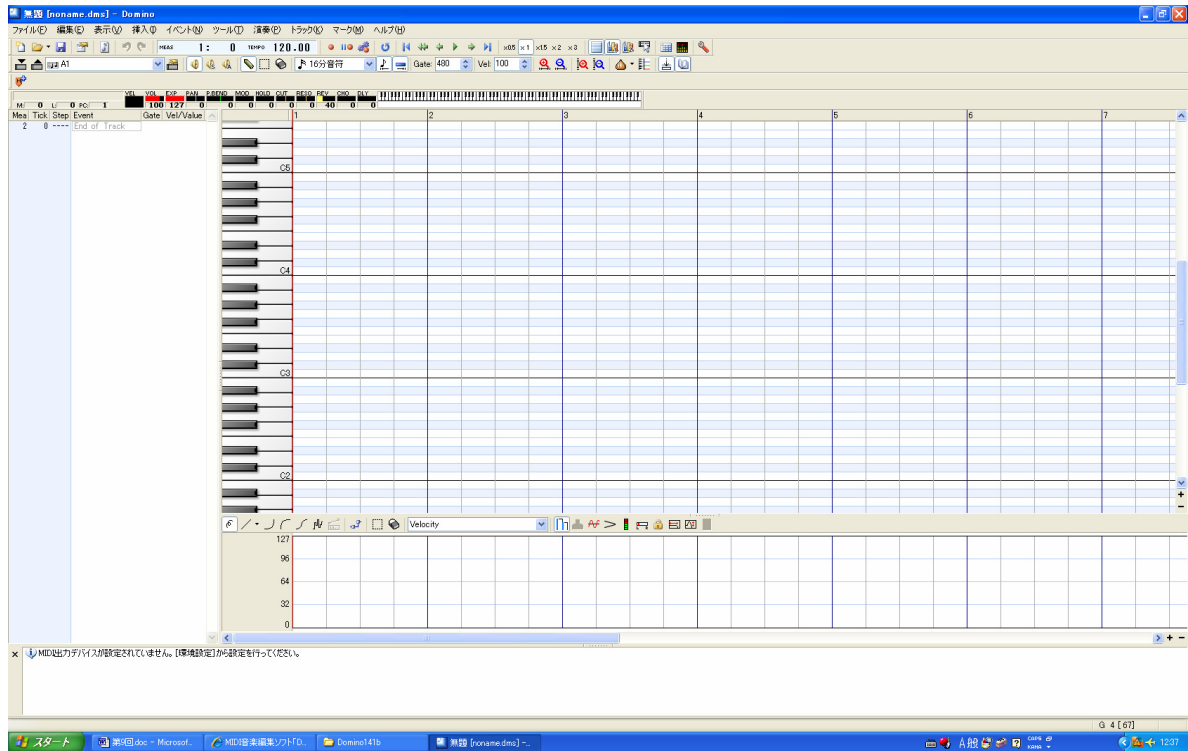 無題 [noname.dms] - Domino
ファイル(F) 編集(E) 表示(V) 挿入(I) イベント(N) ツール(T) 演奏(P) トラック(K) マーク(M) ヘルプ(H)
MEAS 1: 0 TEMPO 120.00 x0.5 x1 x1.5 x2 x3
A1 16分音符 Gate: 480 Vel: 100
VEL VOL EXP PAN P.BEND MOD HOLD CUT RESO REV CHO DLY
M: 0 L: 0 PC: 1 100 127 0 0 0 0 0 0 40 0 0
Mea Tick Step Event Gate Vel/Value 1 2 3 4 5 6 7
2 0 ---- End of Track
C5
C4
C3
C2
Velocity
127
96
64
32
0
MIDI出力デバイスが設定されていません。[環境設定]から設定を行ってください。
G 4 [ 67]
スタート 第9回.doc - Microsof... MIDI音楽編集ソフト「D... Domino141b 無題 [noname.dms] -... A 般 CAPS KANA 12:37